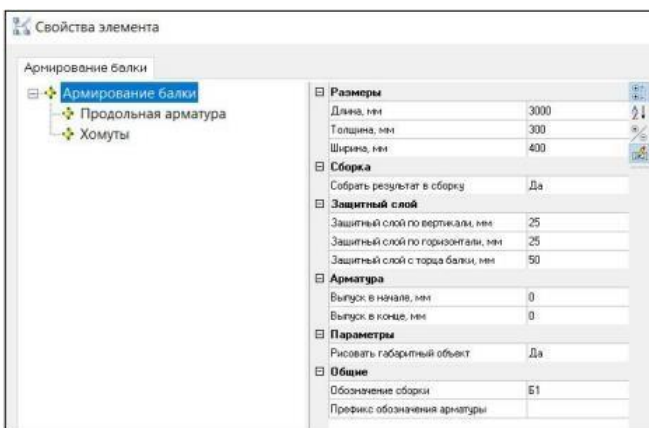 Свойства элемента
Армирование балки
Армирование балки
Продольная арматура
Хомуты
Размеры
Длина, мм 3000
Толщина, мм 300
Ширина, мм 400
Сборка
Собрать результат в сборку Да
Защитный слой
Защитный слой по вертикали, мм 25
Защитный слой по горизонтали, мм 25
Защитный слой с торца балки, мм 50
Арматура
Выпуск в начале, мм 0
Выпуск в конце, мм 0
Параметры
Рисовать габаритный объект Да
Общие
Обозначение сборки Б1
Префикс обозначения арматуры